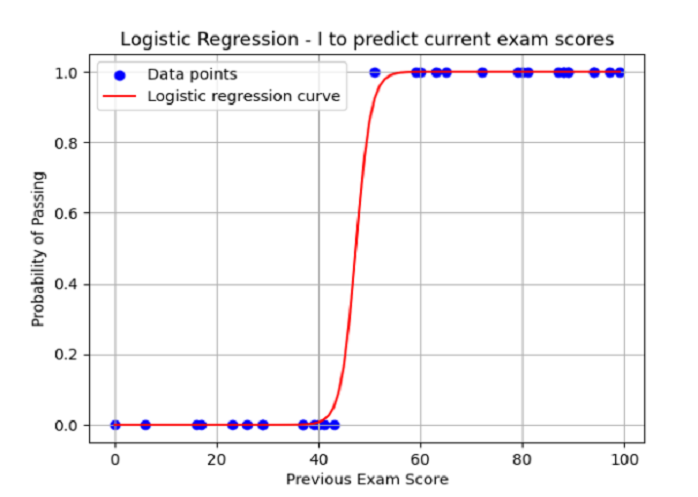 Logistic Regression - I to predict current exam scores
Data points
Logistic regression curve
1.0
0.8
0.6
0.4
0.2
0.0
Probability of Passing
0 20 40 60 80 100
Previous Exam Score